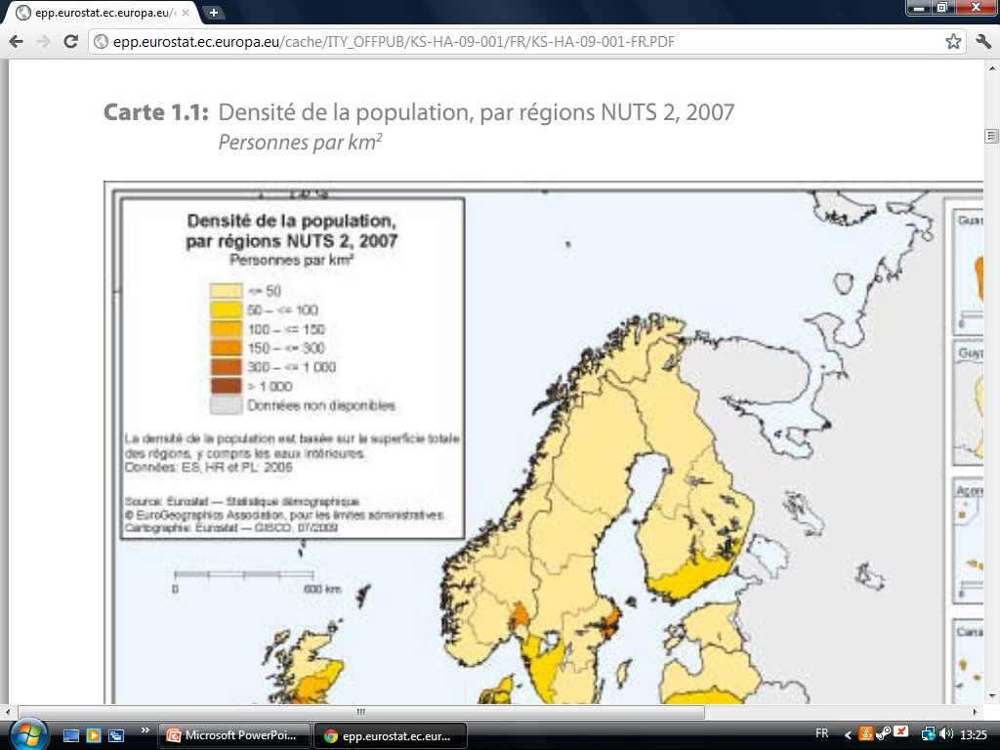 epp.eurostat.ec.europa.eu/
epp.eurostat.ec.europa.eu/cache/ITY_OFFPUB/KS-HA-09-001/FR/KS-HA-09-001-FR.PDF
Carte 1.1: Densité de la population, par régions NUTS 2, 2007
Personnes par km²
Densité de la population,
par régions NUTS 2, 2007
Personnes par km²
<= 50
50 – <= 100
100 – <= 150
150 – <= 300
300 – <= 1 000
> 1 000
Données non disponibles
La densité de la population est basée sur la superficie totale
des régions, y compris les eaux intérieures.
Données: ES, HR et PL: 2006
Source: Eurostat — Statistique démographique
© EuroGeographics Association, pour les limites administratives
Cartographie: Eurostat — GISCO, 07/2009
0 600 km
Guad
0
Guya
Açore
0
Cana
Microsoft PowerPoi...
epp.eurostat.ec.eur...
FR
13:25